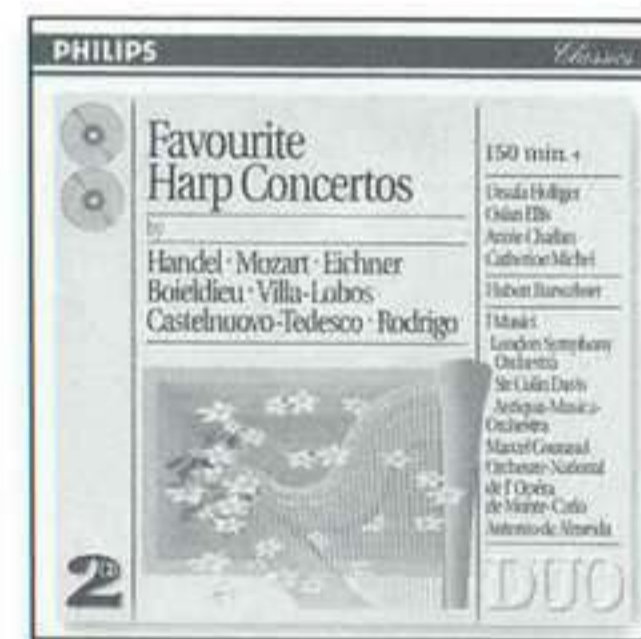 PHILIPS
Classics
Favourite
Harp Concertos
by
Handel · Mozart · Eichner
Boieldieu · Villa-Lobos
Castelnuovo-Tedesco · Rodrigo
150 min. +
Ursula Holliger
Osian Ellis
Annie Challan
Catherine Michel
I Musici
London Symphony
Orchestra
Sir Colin Davis
Antiqua-Musica-
Orchestra
Marcel Couraud
Orchestre National
de l'Opéra
de Monte-Carlo
Antonio de Almeida
2
DUO